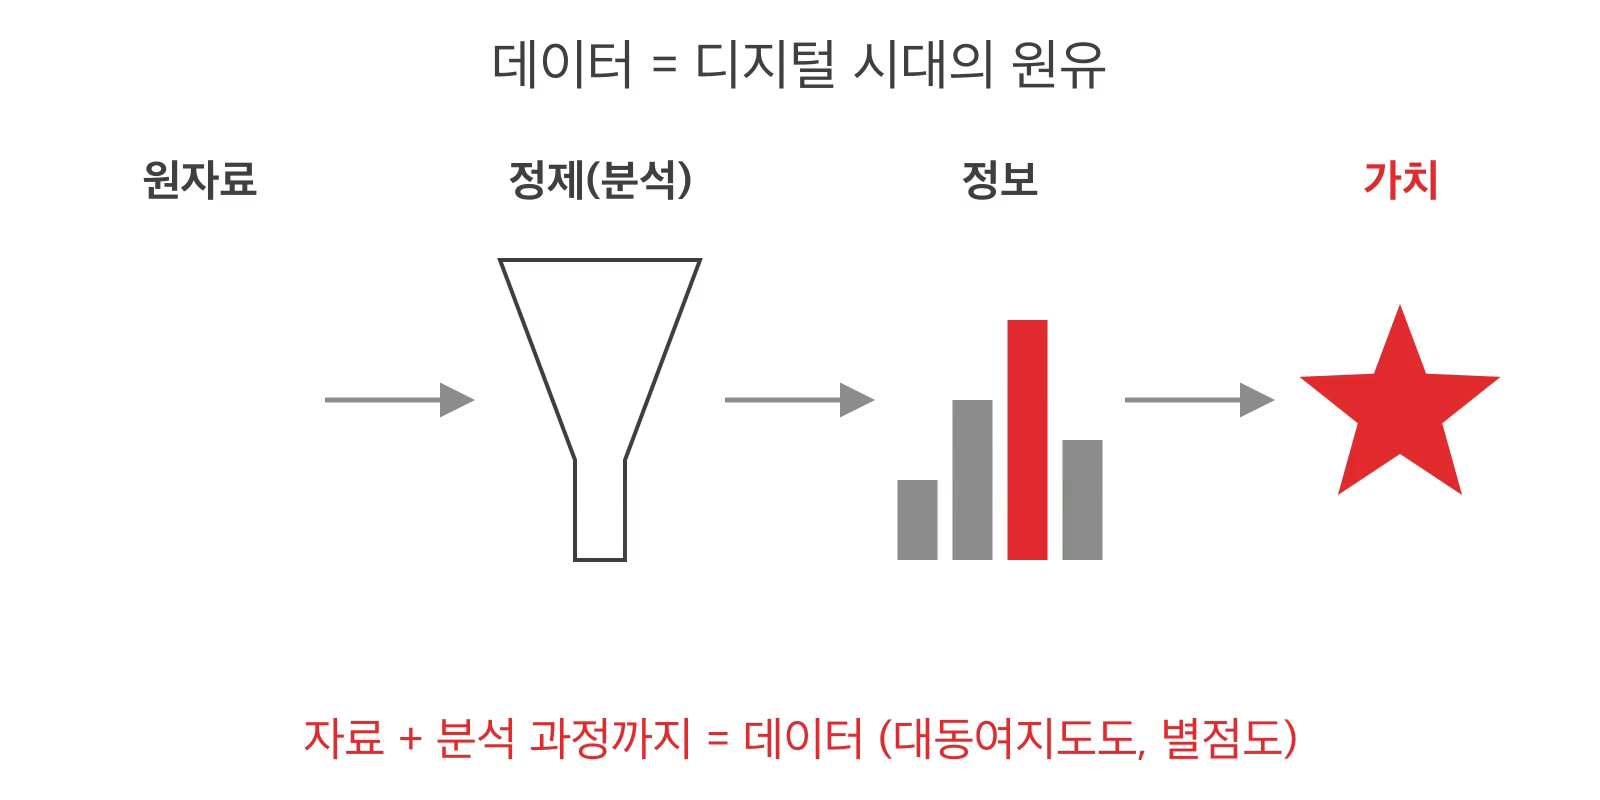 데이터 = 디지털 시대의 원유
원자료
정제(분석)
정보
가치
자료 + 분석 과정까지 = 데이터 (대동여지도도, 별점도)